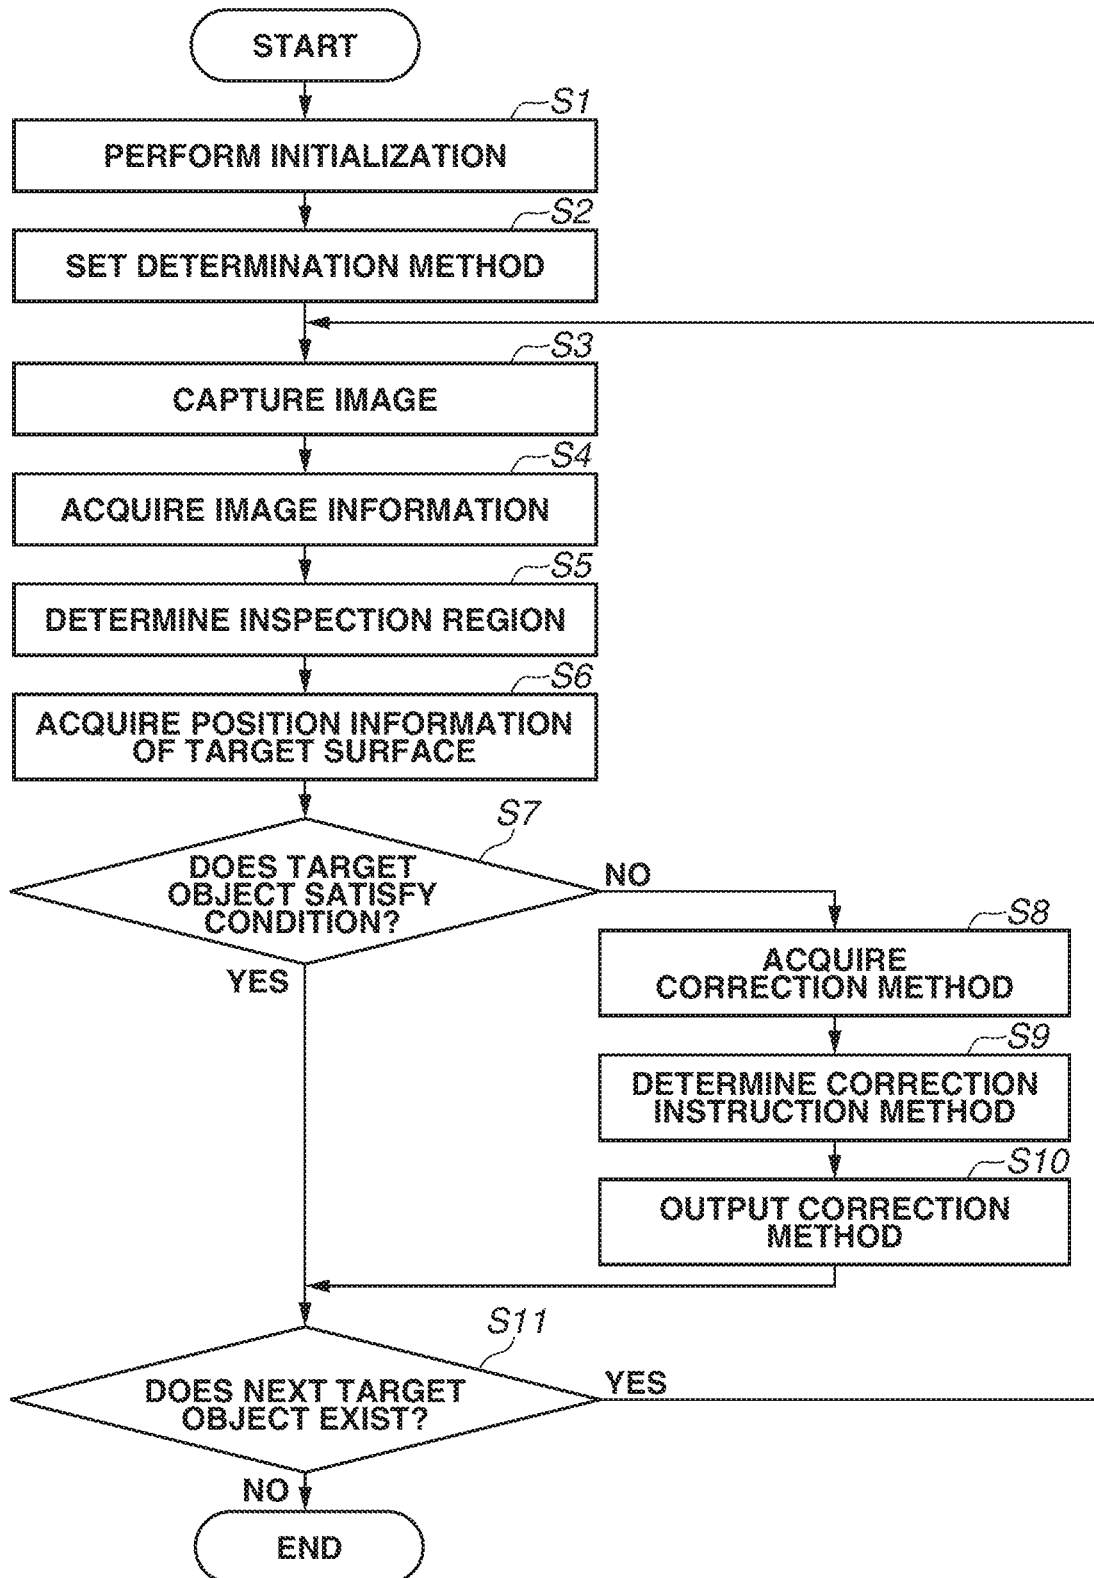 START
S1
PERFORM INITIALIZATION
S2
SET DETERMINATION METHOD
S3
CAPTURE IMAGE
S4
ACQUIRE IMAGE INFORMATION
S5
DETERMINE INSPECTION REGION
S6
ACQUIRE POSITION INFORMATION
OF TARGET SURFACE
S7
DOES TARGET
OBJECT SATISFY
CONDITION?
NO
YES
S8
ACQUIRE
CORRECTION METHOD
S9
DETERMINE CORRECTION
INSTRUCTION METHOD
S10
OUTPUT CORRECTION
METHOD
S11
DOES NEXT TARGET
OBJECT EXIST?
YES
NO
END